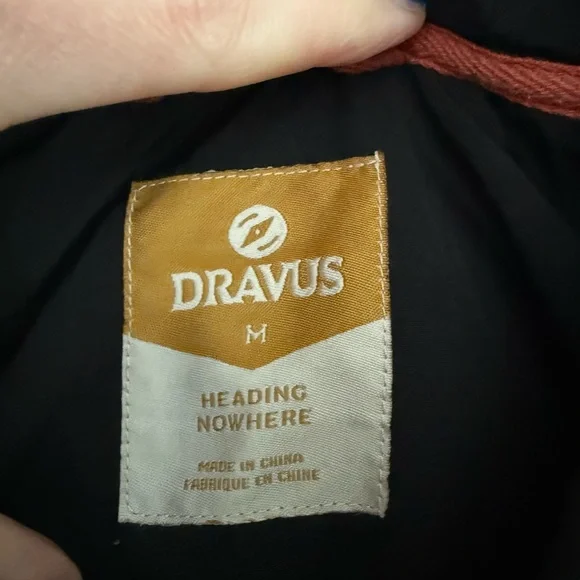 DRAVUS
M
HEADING
NOWHERE
MADE IN CHINA
FABRIQUE EN CHINE